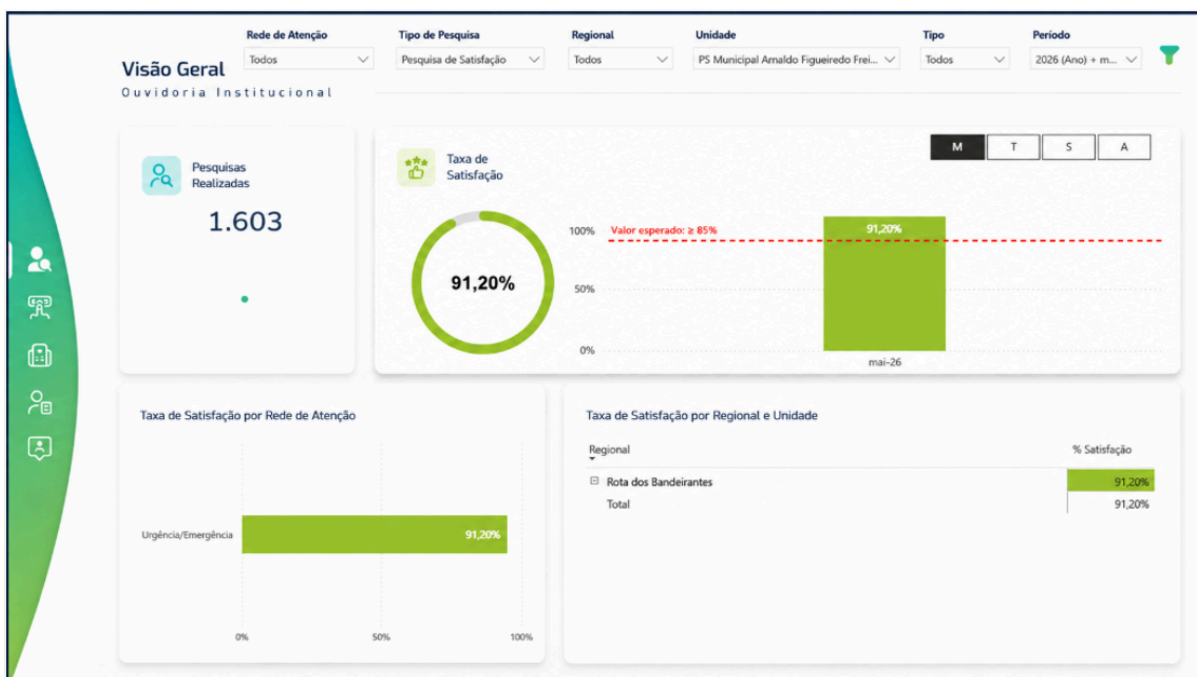 Visão Geral
Ouvidoria Institucional
Rede de Atenção
Todos
Tipo de Pesquisa
Pesquisa de Satisfação
Regional
Todos
Unidade
PS Municipal Arnaldo Figueiredo Frei...
Tipo
Todos
Período
2026 (Ano) + m...
Pesquisas
Realizadas
1.603
Taxa de
Satisfação
91,20%
M T S A
100%
Valor esperado: ≥ 85%
91,20%
50%
0%
mai-26
Taxa de Satisfação por Rede de Atenção
Urgência/Emergência
91,20%
0% 50% 100%
Taxa de Satisfação por Regional e Unidade
Regional % Satisfação
Rota dos Bandeirantes 91,20%
Total 91,20%